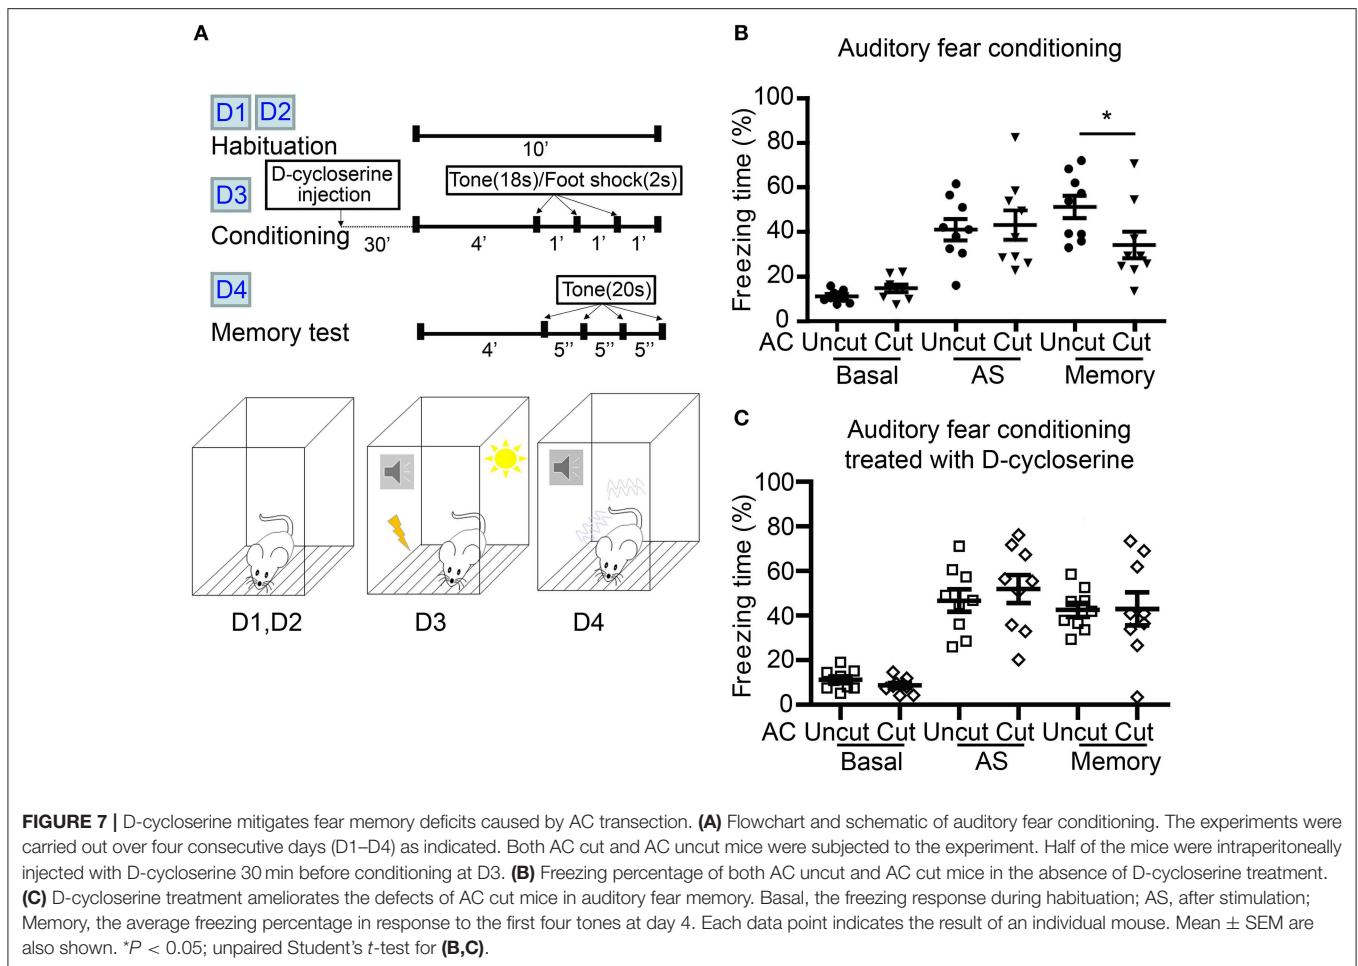 A
D1 D2
Habituation
10’
D-cycloserine
injection
Tone(18s)/Foot shock(2s)
D3
Conditioning
30’
4’ 1’ 1’ 1’
D4
Tone(20s)
Memory test
4’ 5’’ 5’’ 5’’
D1,D2 D3 D4
B
Auditory fear conditioning
Freezing time (%)
100
80
60
40
20
0
*
AC Uncut Cut Uncut Cut Uncut Cut
Basal AS Memory
C
Auditory fear conditioning
treated with D-cycloserine
Freezing time (%)
100
80
60
40
20
0
AC Uncut Cut Uncut Cut Uncut Cut
Basal AS Memory
FIGURE 7 | D-cycloserine mitigates fear memory deficits caused by AC transection. (A) Flowchart and schematic of auditory fear conditioning. The experiments were
carried out over four consecutive days (D1–D4) as indicated. Both AC cut and AC uncut mice were subjected to the experiment. Half of the mice were intraperitoneally
injected with D-cycloserine 30 min before conditioning at D3. (B) Freezing percentage of both AC uncut and AC cut mice in the absence of D-cycloserine treatment.
(C) D-cycloserine treatment ameliorates the defects of AC cut mice in auditory fear memory. Basal, the freezing response during habituation; AS, after stimulation;
Memory, the average freezing percentage in response to the first four tones at day 4. Each data point indicates the result of an individual mouse. Mean ± SEM are
also shown. *P < 0.05; unpaired Student’s t-test for (B,C).